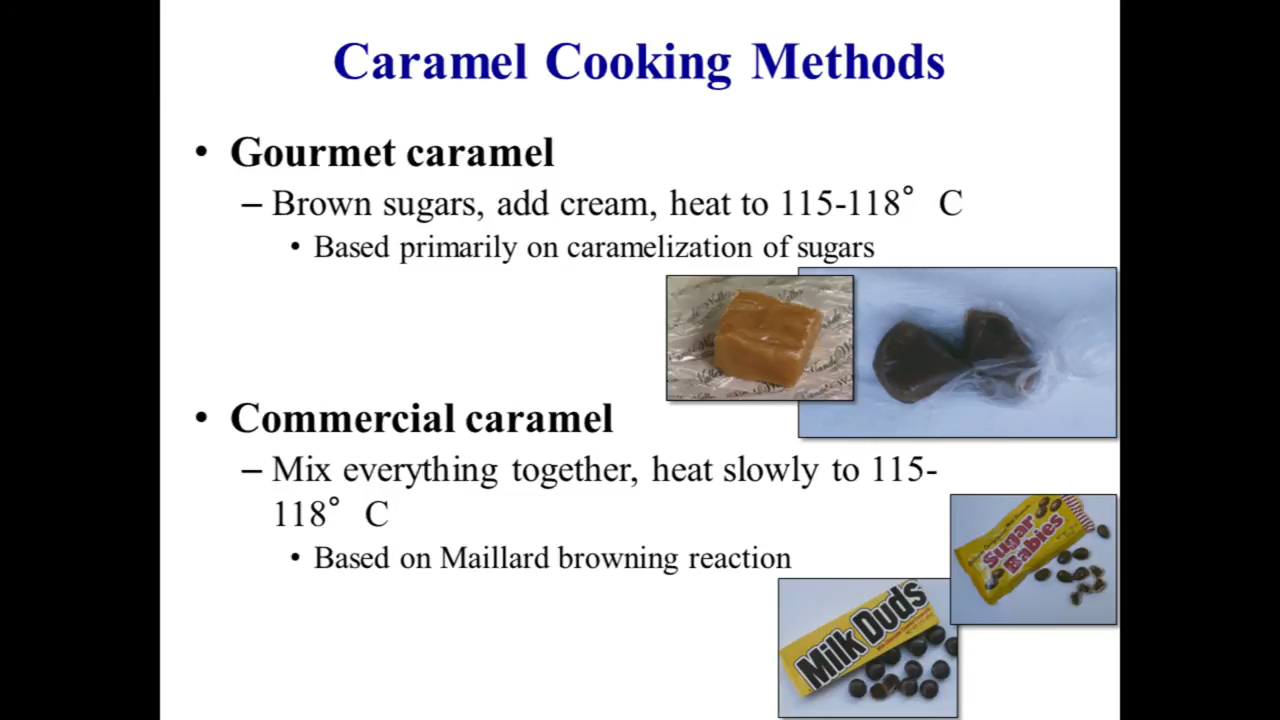 Caramel Cooking Methods
• Gourmet caramel
– Brown sugars, add cream, heat to 115-118° C
• Based primarily on caramelization of sugars
• Commercial caramel
– Mix everything together, heat slowly to 115-
118° C
• Based on Maillard browning reaction
Sugar
Babies
Milk Duds